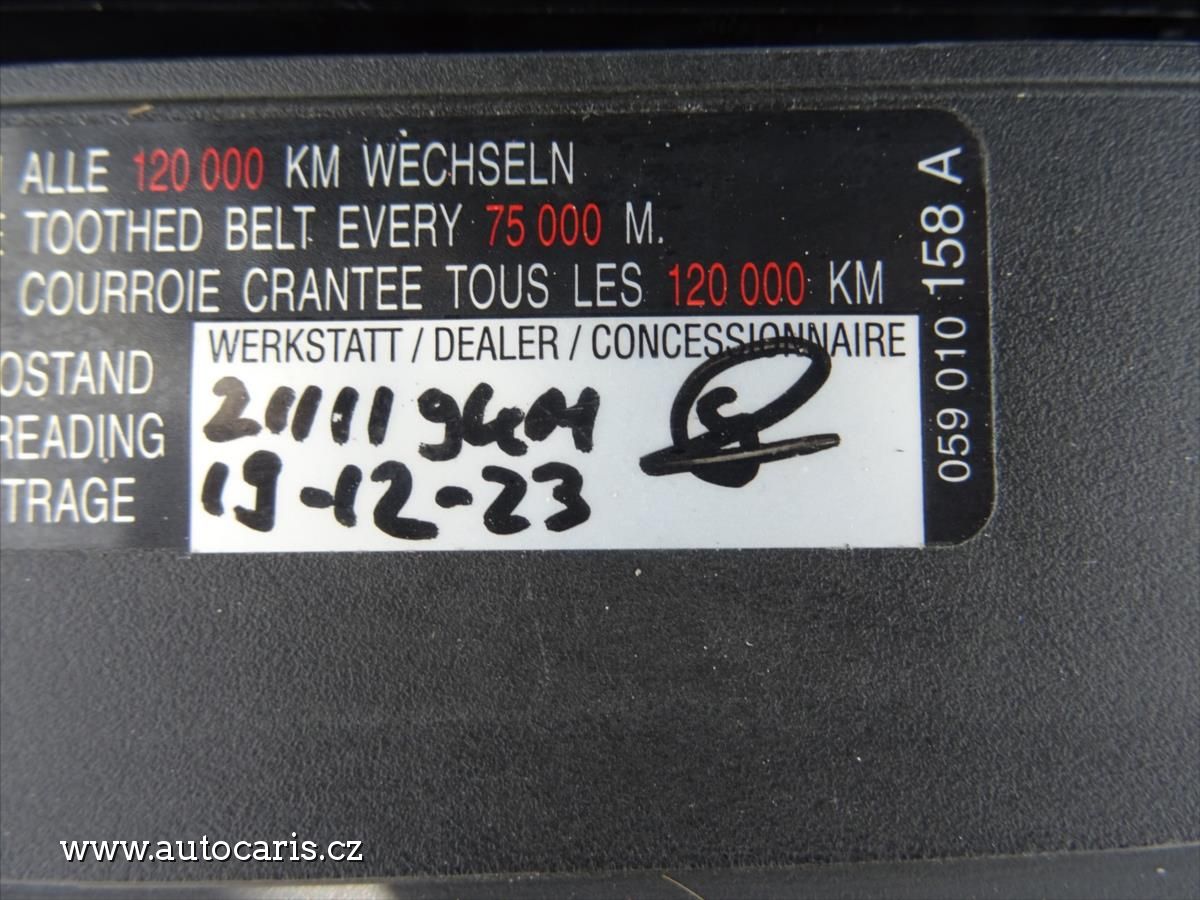 ALLE 120 000 KM WECHSELN
TOOTHED BELT EVERY 75 000 M.
COURROIE CRANTEE TOUS LES 120 000 KM
WERKSTATT / DEALER / CONCESSIONNAIRE
OSTAND
READING
TRAGE
19-12-23
059 010 158 A
www.autocaris.cz